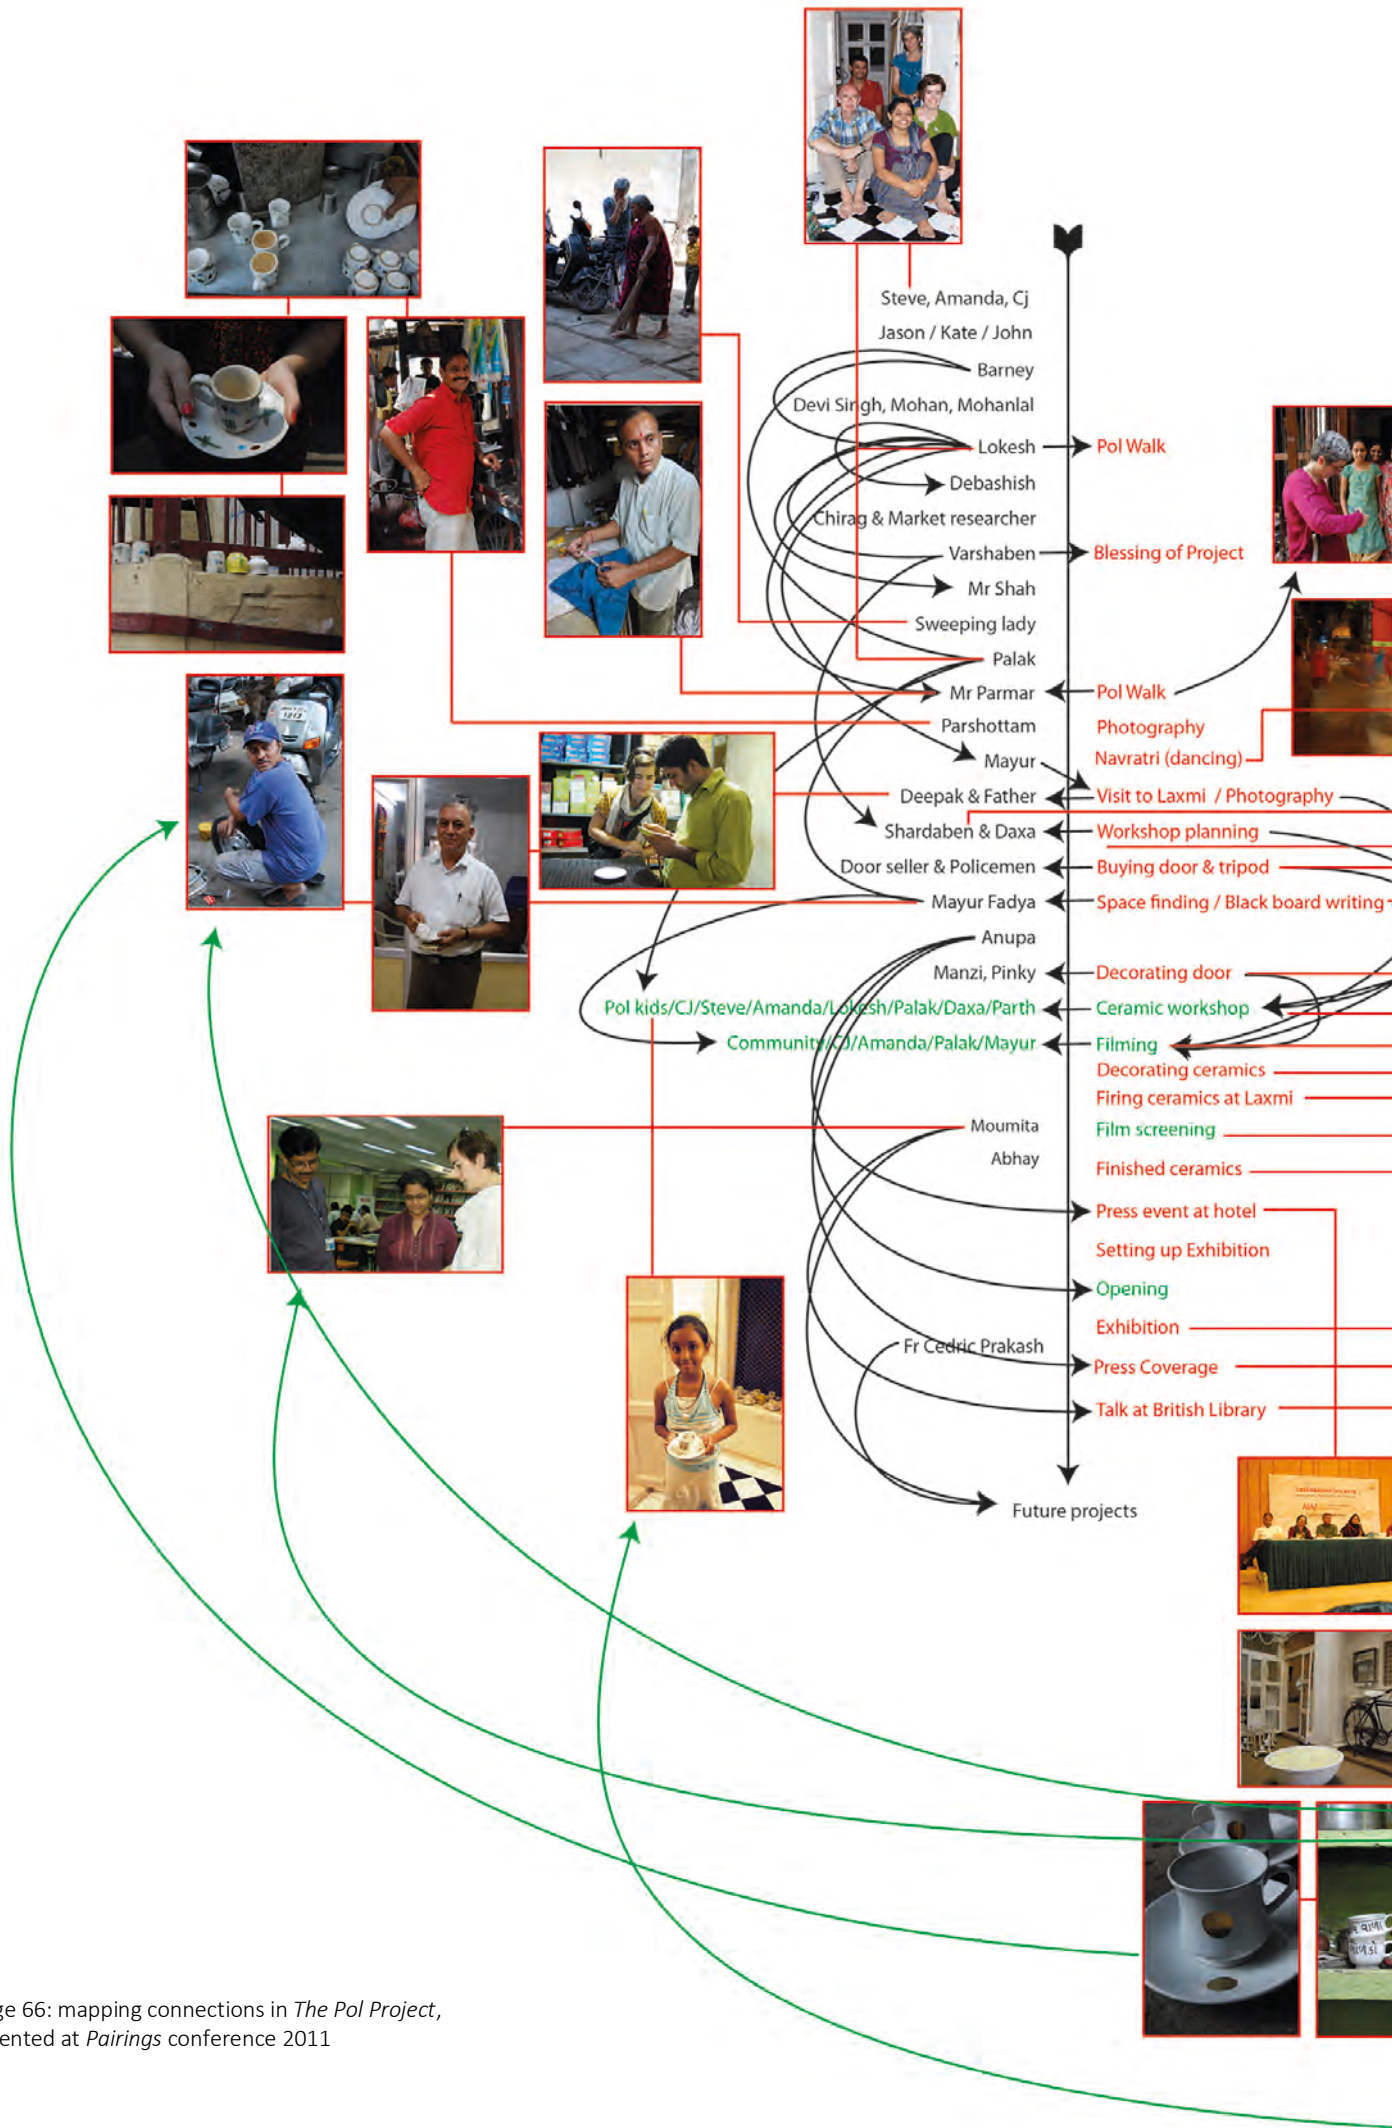 Steve, Amanda, Cj
Jason / Kate / John
Barney
Devi Singh, Mohan, Mohanlal
Lokesh
Pol Walk
Debashish
Chirag & Market researcher
Varshaben
Blessing of Project
Mr Shah
Sweeping lady
Palak
Mr Parmar
Pol Walk
Parshottam
Photography
Mayur
Navratri (dancing)
Deepak & Father
Visit to Laxmi / Photography
Shardaben & Daxa
Workshop planning
Door seller & Policemen
Buying door & tripod
Mayur Fadya
Space finding / Black board writing
Anupa
Manzi, Pinky
Decorating door
Pol kids/CJ/Steve/Amanda/Lokesh/Palak/Daxa/Parth
Ceramic workshop
Community/CJ/Amanda/Palak/Mayur
Filming
Decorating ceramics
Firing ceramics at Laxmi
Moumita
Film screening
Abhay
Finished ceramics
Press event at hotel
Setting up Exhibition
Opening
Exhibition
Fr Cedric Prakash
Press Coverage
Talk at British Library
Future projects
ge 66: mapping connections in The Pol Project,
ented at Pairings conference 2011